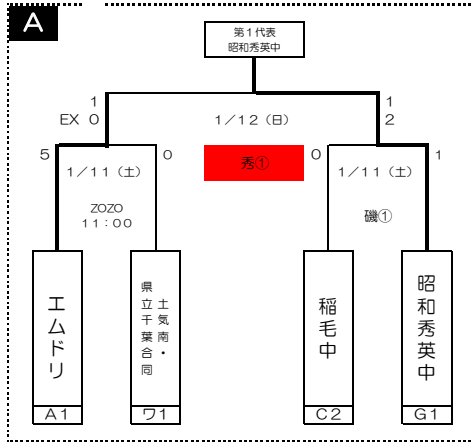 A
第１代表
昭和秀英中
1 1
EX 0 1／12（日） 2
5 0 秀① 0 1
1／11（土） 1／11（土）
ZOZO
11：00
磯①
エムドリ
土気南・
県立千葉合同
稲毛中
昭和秀英中
A1 ワ1 C2 G1